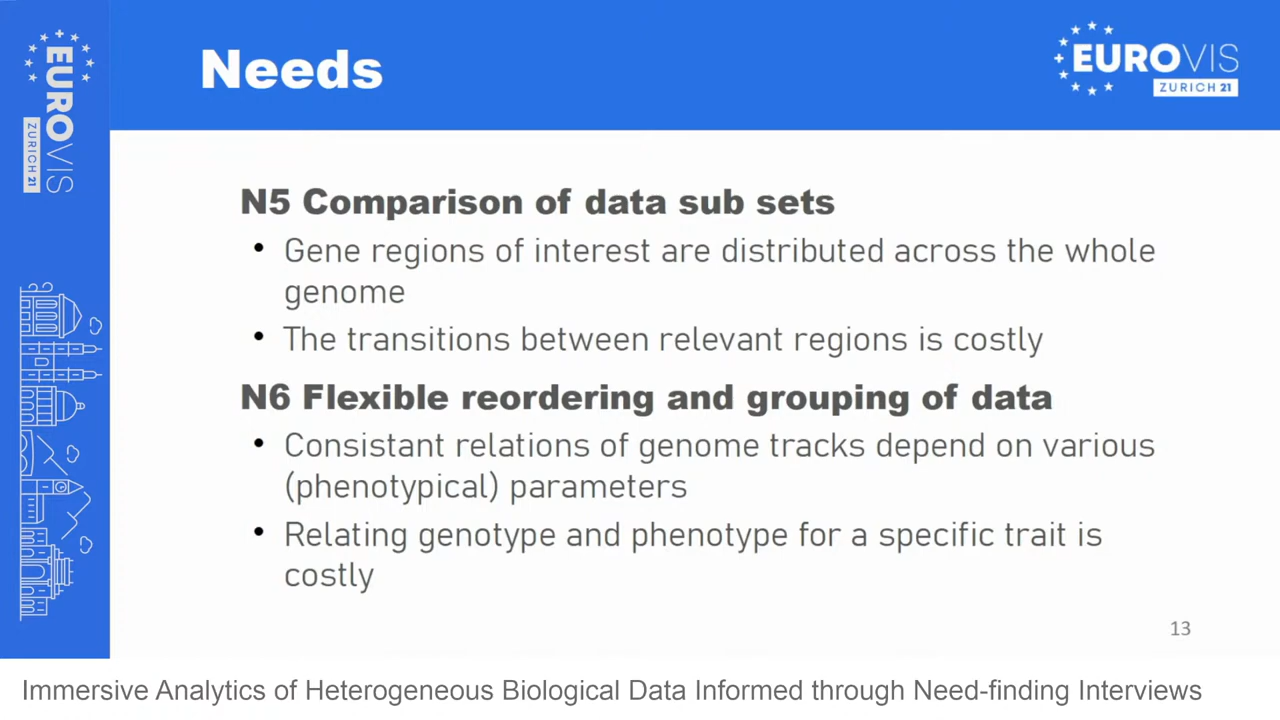 Needs
EUROVIS
ZURICH 21
EUROVIS
ZURICH 21
N5 Comparison of data sub sets
• Gene regions of interest are distributed across the whole
genome
• The transitions between relevant regions is costly
N6 Flexible reordering and grouping of data
• Consistant relations of genome tracks depend on various
(phenotypical) parameters
• Relating genotype and phenotype for a specific trait is
costly
13
Immersive Analytics of Heterogeneous Biological Data Informed through Need-finding Interviews